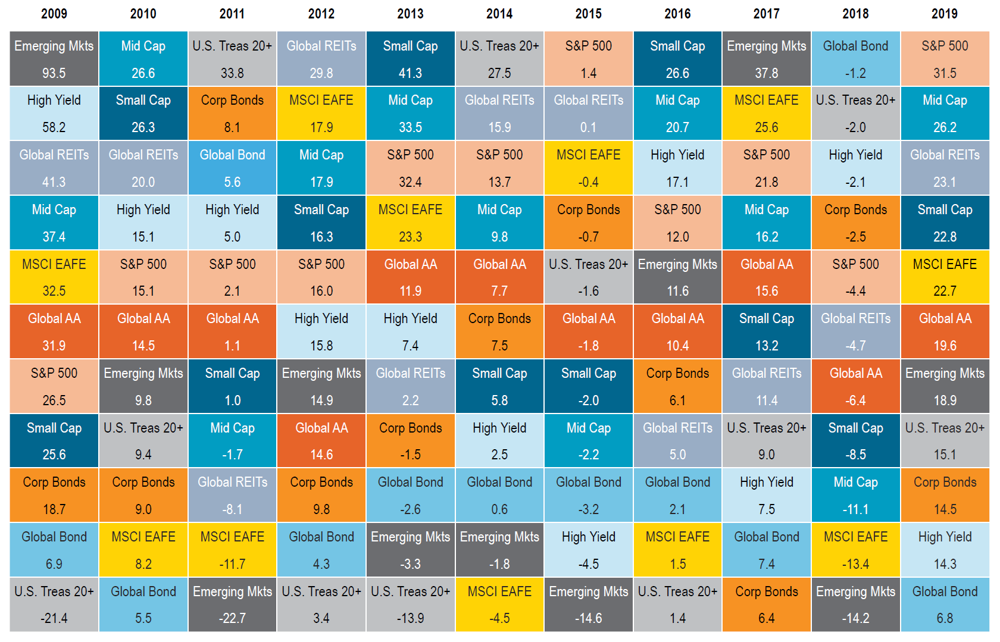 2009 2010 2011 2012 2013 2014 2015 2016 2017 2018 2019
Emerging Mkts Mid Cap U.S. Treas 20+ Global REITs Small Cap U.S. Treas 20+ S&P 500 Small Cap Emerging Mkts Global Bond S&P 500
93.5 26.6 33.8 29.8 41.3 27.5 1.4 26.6 37.8 -1.2 31.5
High Yield Small Cap Corp Bonds MSCI EAFE Mid Cap Global REITs Global REITs Mid Cap MSCI EAFE U.S. Treas 20+ Mid Cap
58.2 26.3 8.1 17.9 33.5 15.9 0.1 20.7 25.6 -2.0 26.2
Global REITs Global REITs Global Bond Mid Cap S&P 500 S&P 500 MSCI EAFE High Yield S&P 500 High Yield Global REITs
41.3 20.0 5.6 17.9 32.4 13.7 -0.4 17.1 21.8 -2.1 23.1
Mid Cap High Yield High Yield Small Cap MSCI EAFE Mid Cap Corp Bonds S&P 500 Mid Cap Corp Bonds Small Cap
37.4 15.1 5.0 16.3 23.3 9.8 -0.7 12.0 16.2 -2.5 22.8
MSCI EAFE S&P 500 S&P 500 S&P 500 Global AA Global AA U.S. Treas 20+ Emerging Mkts Global AA S&P 500 MSCI EAFE
32.5 15.1 2.1 16.0 11.9 7.7 -1.6 11.6 15.6 -4.4 22.7
Global AA Global AA Global AA High Yield High Yield Corp Bonds Global AA Global AA Small Cap Global REITs Global AA
31.9 14.5 1.1 15.8 7.4 7.5 -1.8 10.4 13.2 -4.7 19.6
S&P 500 Emerging Mkts Small Cap Emerging Mkts Global REITs Small Cap Small Cap Corp Bonds Global REITs Global AA Emerging Mkts
26.5 9.8 1.0 14.9 2.2 5.8 -2.0 6.1 11.4 -6.4 18.9
Small Cap U.S. Treas 20+ Mid Cap Global AA Corp Bonds High Yield Mid Cap Global REITs U.S. Treas 20+ Small Cap U.S. Treas 20+
25.6 9.4 -1.7 14.6 -1.5 2.5 -2.2 5.0 9.0 -8.5 15.1
Corp Bonds Corp Bonds Global REITs Corp Bonds Global Bond Global Bond Global Bond Global Bond High Yield Mid Cap Corp Bonds
18.7 9.0 -8.1 9.8 -2.6 0.6 -3.2 2.1 7.5 -11.1 14.5
Global Bond MSCI EAFE MSCI EAFE Global Bond Emerging Mkts Emerging Mkts High Yield MSCI EAFE Global Bond MSCI EAFE High Yield
6.9 8.2 -11.7 4.3 -3.3 -1.8 -4.5 1.5 7.4 -13.4 14.3
U.S. Treas 20+ Global Bond Emerging Mkts U.S. Treas 20+ U.S. Treas 20+ MSCI EAFE Emerging Mkts U.S. Treas 20+ Corp Bonds Emerging Mkts Global Bond
-21.4 5.5 -22.7 3.4 -13.9 -4.5 -14.6 1.4 6.4 -14.2 6.8